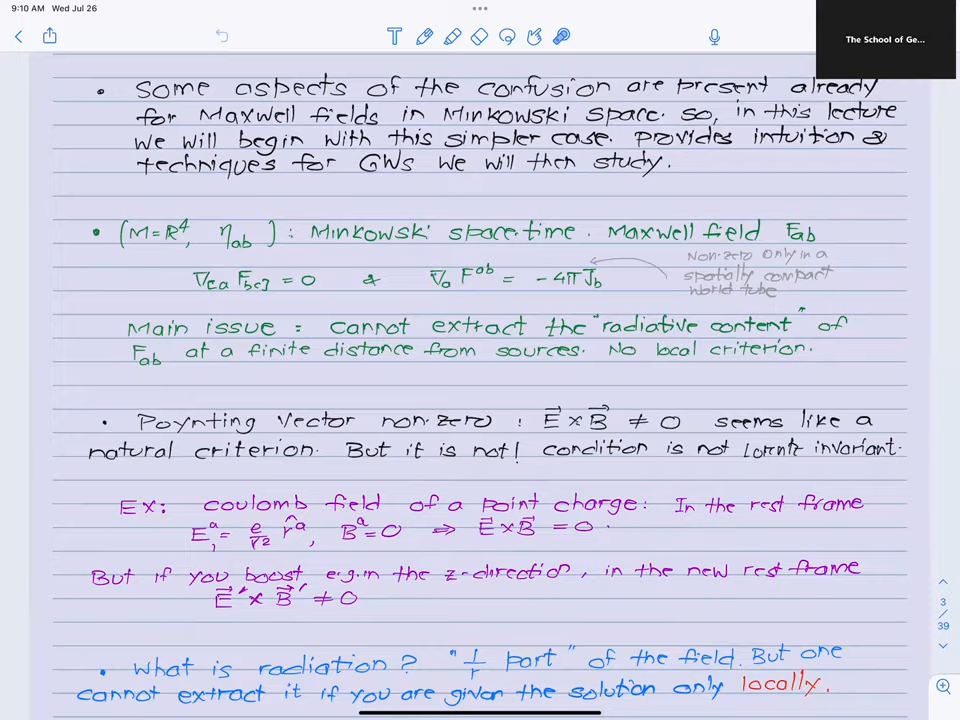 9:10 AM Wed Jul 26
The School of Ge...
• Some aspects of the confusion are present already
for Maxwell fields in Minkowski space. So, in this lecture
we will begin with this simpler case. Provides intuition &
techniques for GWs we will then study.
• (M=ℝ⁴, η_ab) : Minkowski space.time. Maxwell field F_ab
∇_[a F_bc] = 0 & ∇_a F^ab = -4π J_b
Non-zero only in a
spatially compact
world tube
Main issue : cannot extract the "radiative content" of
F_ab at a finite distance from sources. No local criterion.
• Poynting vector non-zero : E⃗ × B⃗ ≠ 0 seems like a
natural criterion. But it is not! condition is not Lorentz invariant.
Ex: Coulomb field of a point charge: In the rest frame
E^a = e/r² r̂^a, B^a = 0 ⇒ E⃗ × B⃗ = 0.
But if you boost e.g. in the z-direction, in the new rest frame
E⃗' × B⃗' ≠ 0
• What is radiation? "1/r part" of the field. But one
cannot extract it if you are given the solution only locally.
3
/
39